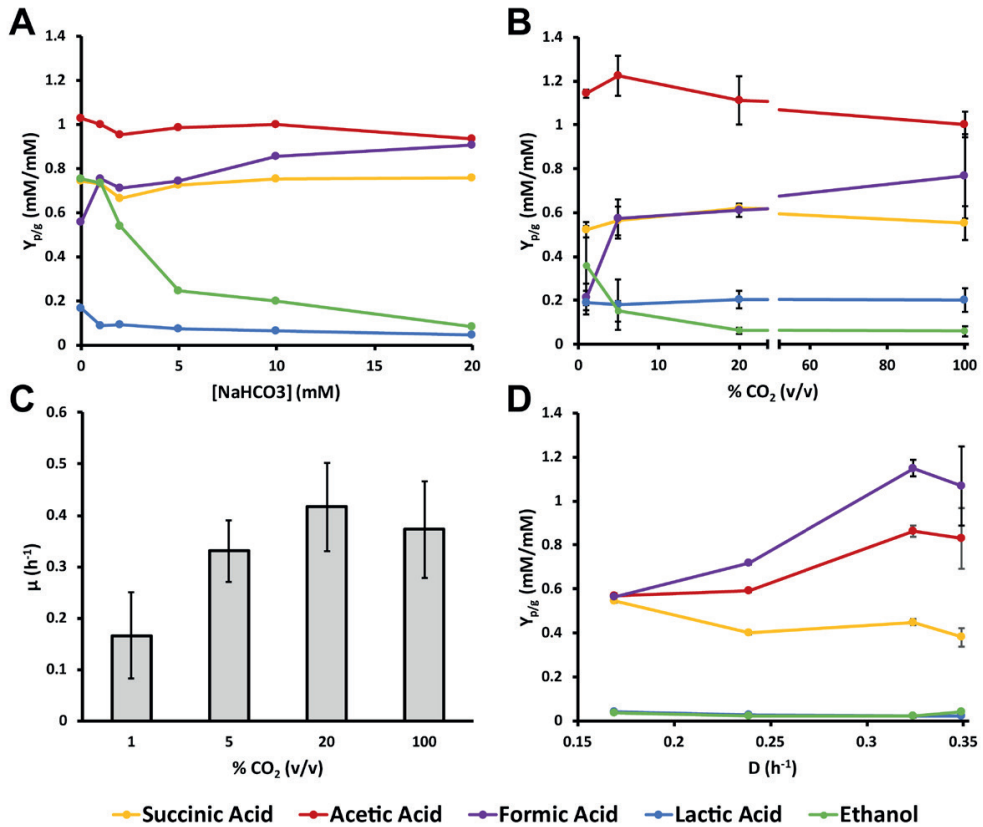 A
1.4
1.2
1
0.8
0.6
0.4
0.2
0
Yp/g (mM/mM)
0 5 10 15 20
[NaHCO3] (mM)
B
1.4
1.2
1
0.8
0.6
0.4
0.2
0
Yp/g (mM/mM)
0 10 20 60 80 100
% CO2 (v/v)
C
0.6
0.5
0.4
0.3
0.2
0.1
0
µ (h-1)
1 5 20 100
% CO2 (v/v)
D
1.4
1.2
1
0.8
0.6
0.4
0.2
0
Yp/g (mM/mM)
0.15 0.2 0.25 0.3 0.35
D (h-1)
Succinic Acid Acetic Acid Formic Acid Lactic Acid Ethanol